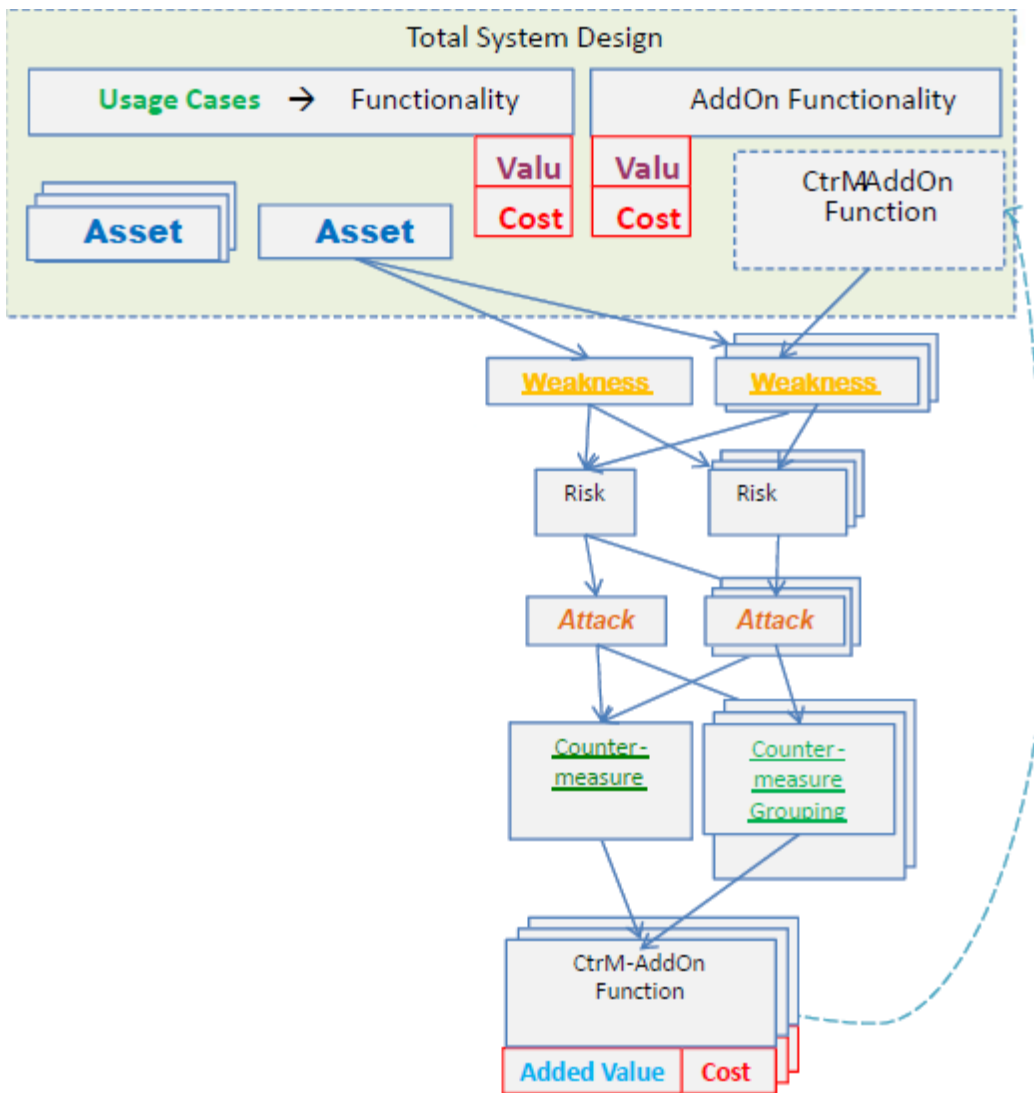 Total System Design
Usage Cases → Functionality
AddOn Functionality
Valu
Cost
Valu
Cost
CtrM-AddOn
Function
Asset
Asset
Weakness
Weakness
Risk
Risk
Attack
Attack
Counter-
measure
Counter-
measure
Grouping
CtrM-AddOn
Function
Added Value
Cost